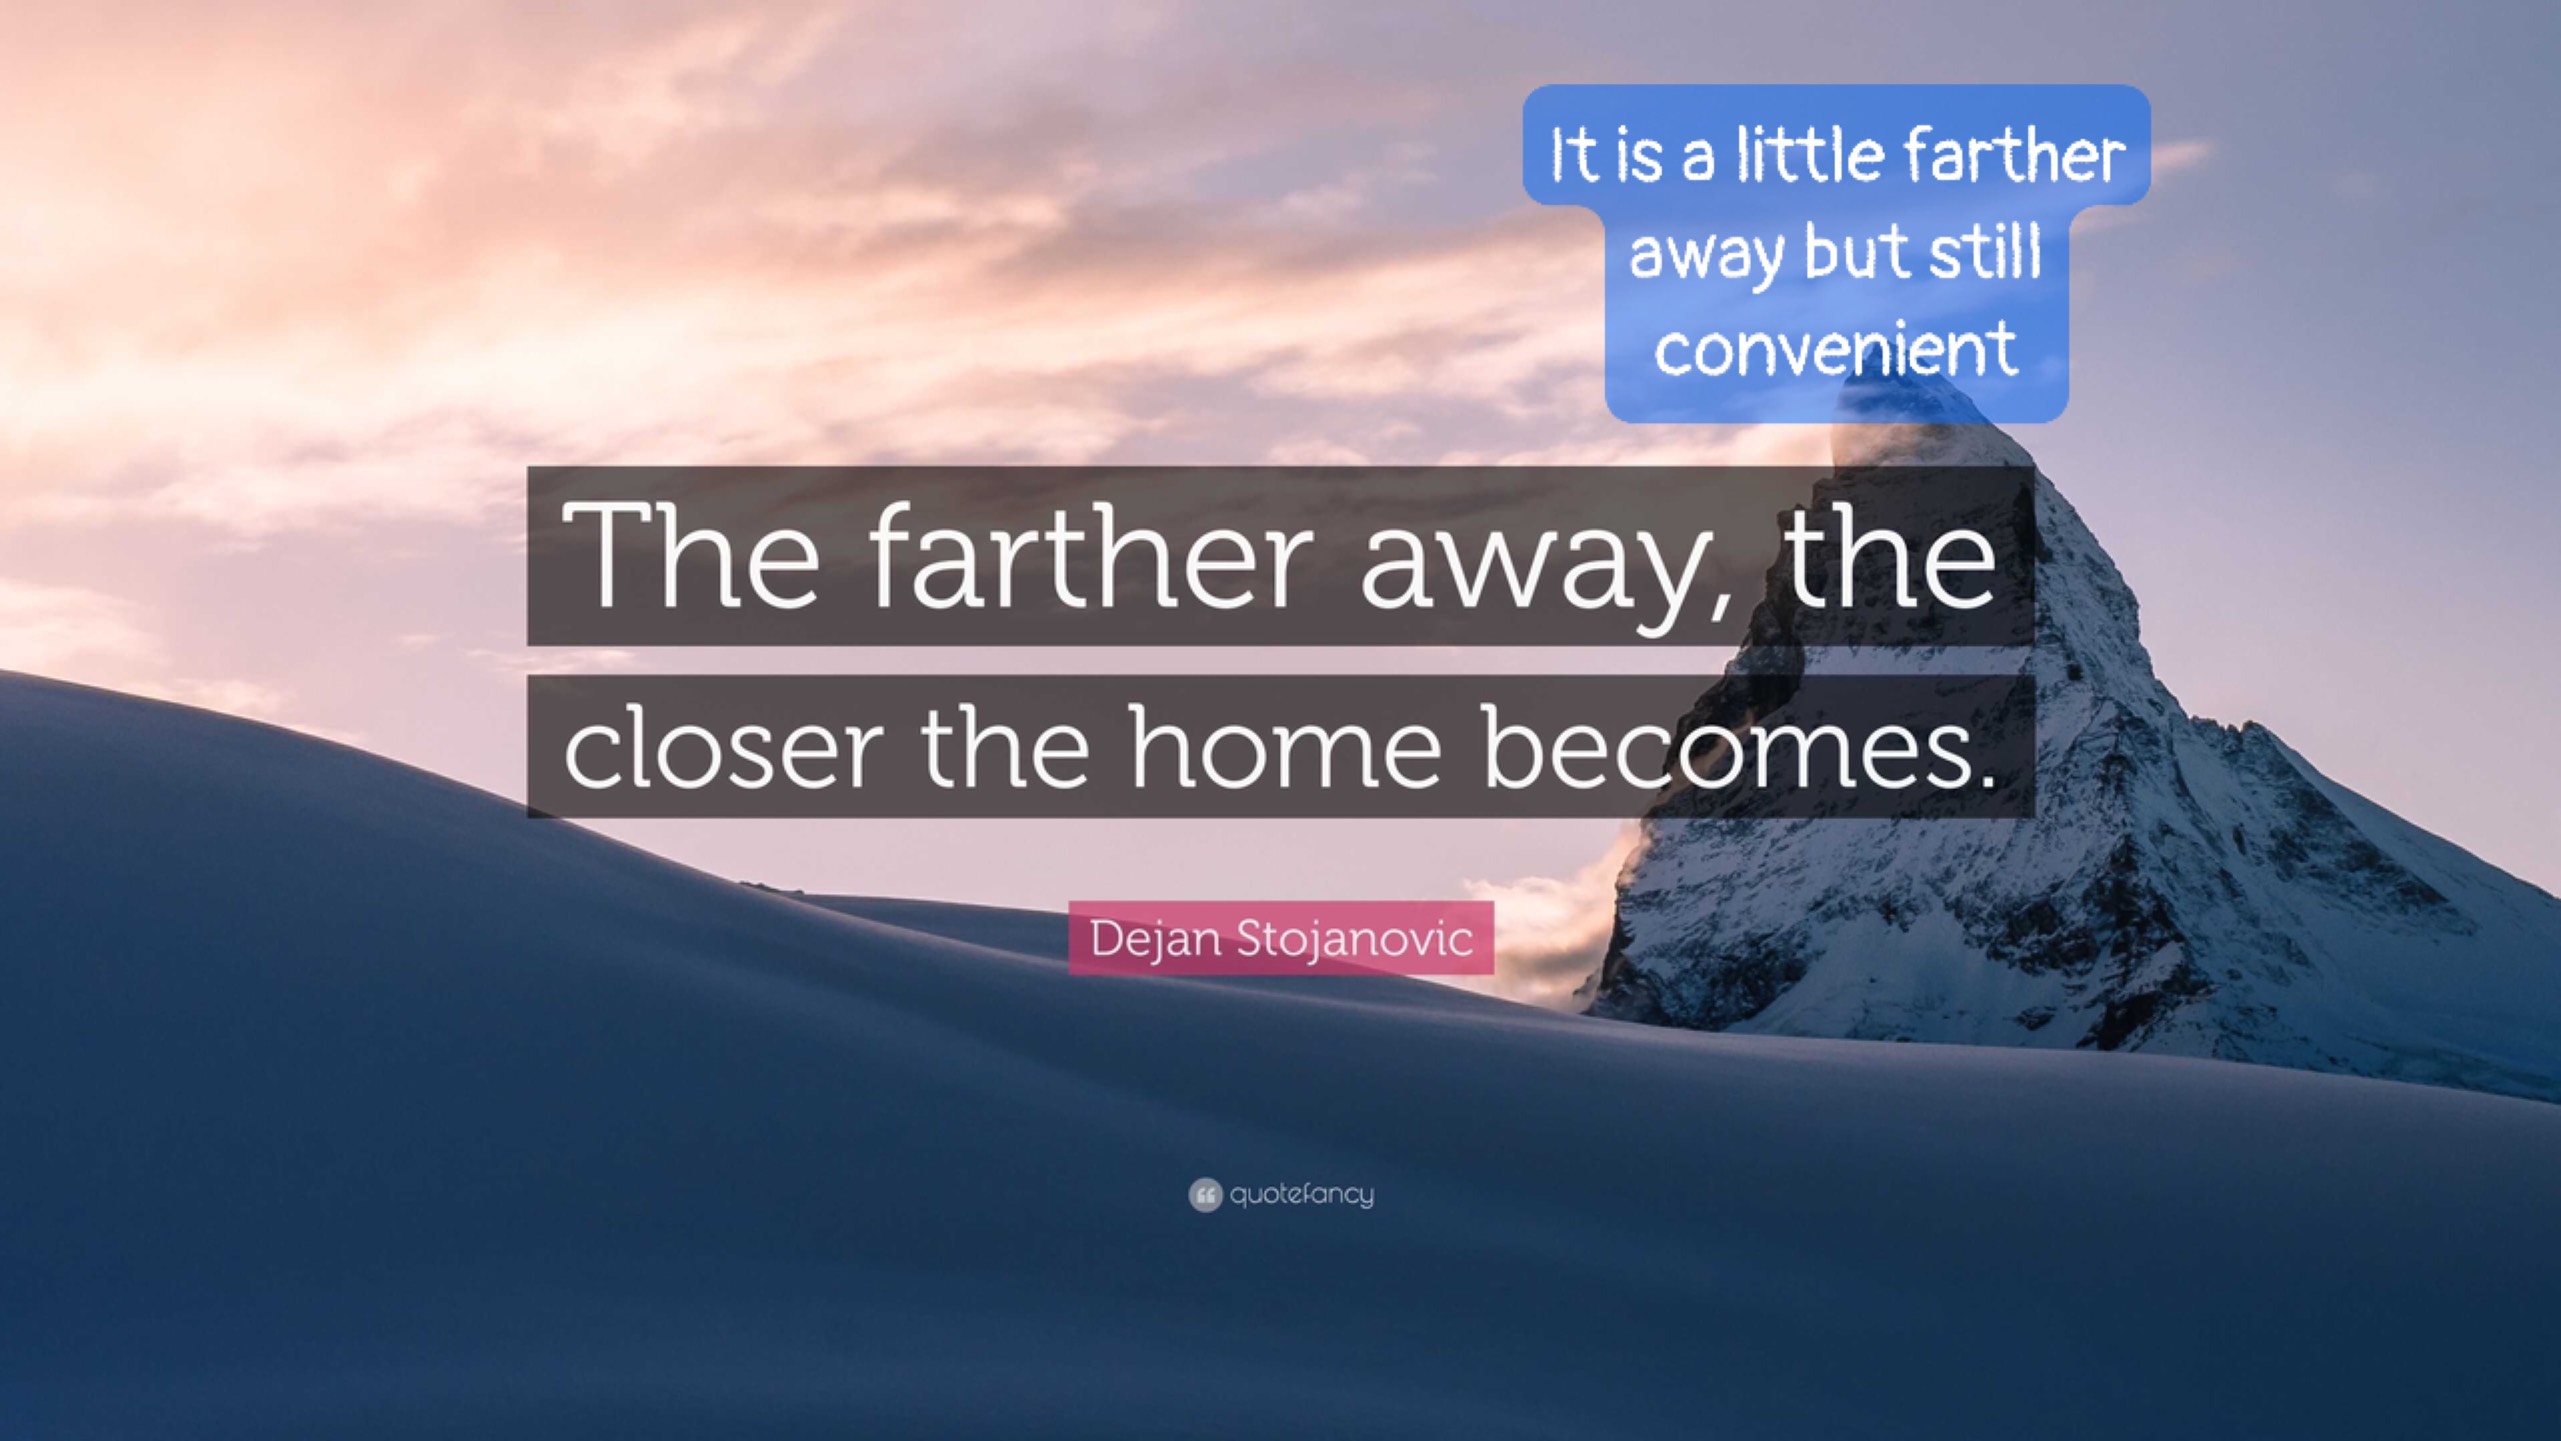 It is a little farther
away but still
convenient
The farther away, the
closer the home becomes.
Dejan Stojanovic
quotefancy